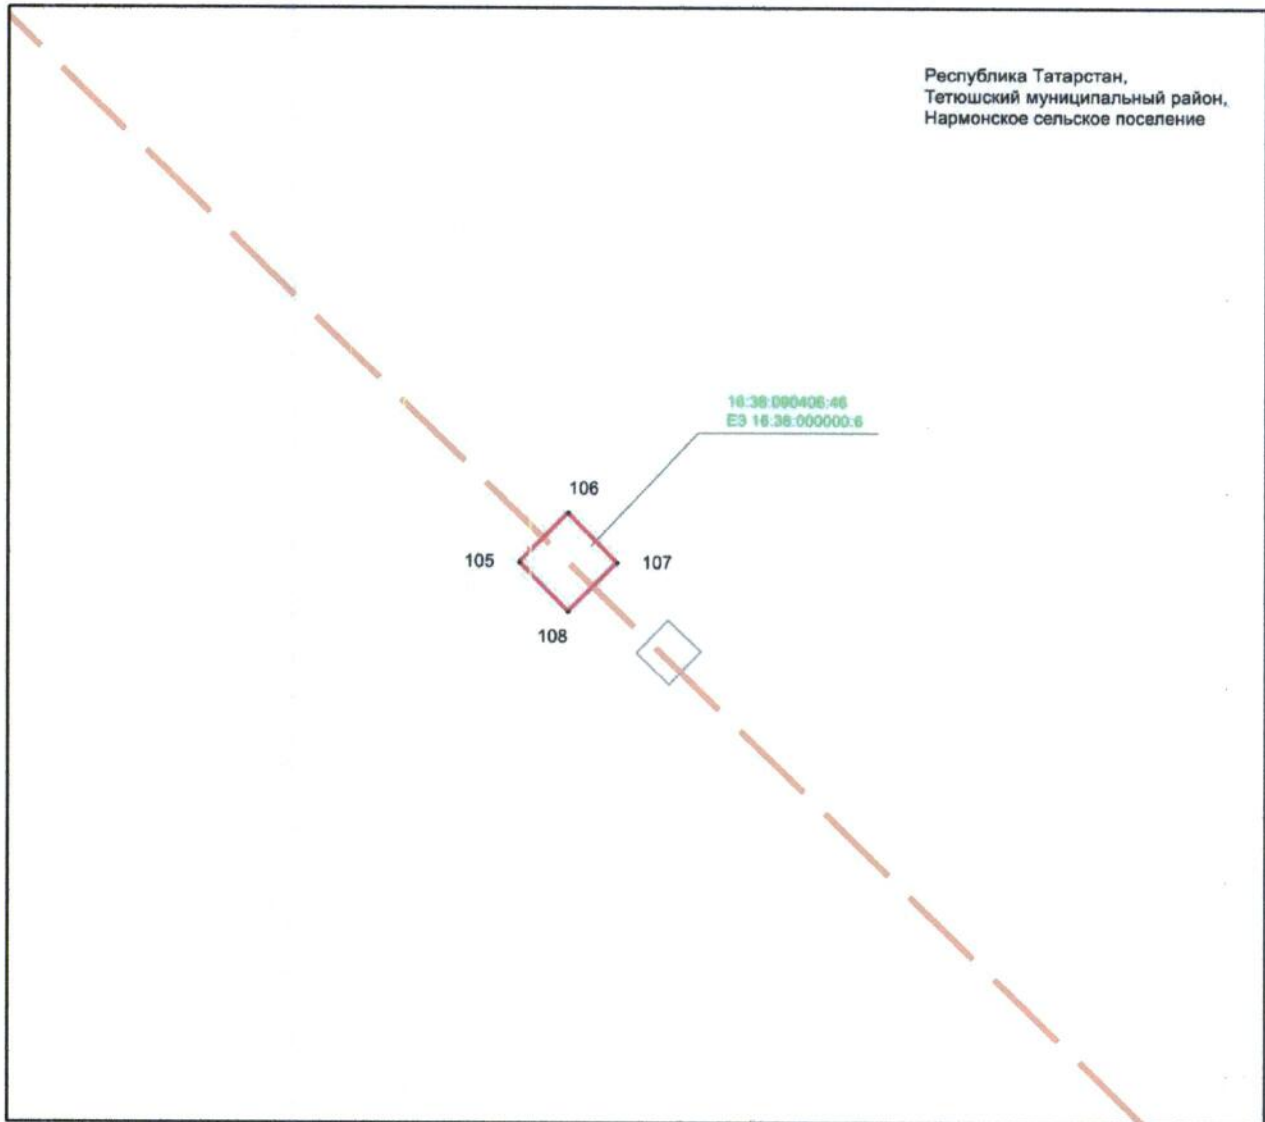 Республика Татарстан,
Тетюшский муниципальный район,
Нармонское сельское поселение
16:38:090406:46
ЕЗ 16:38:000000:6
106
105
107
108